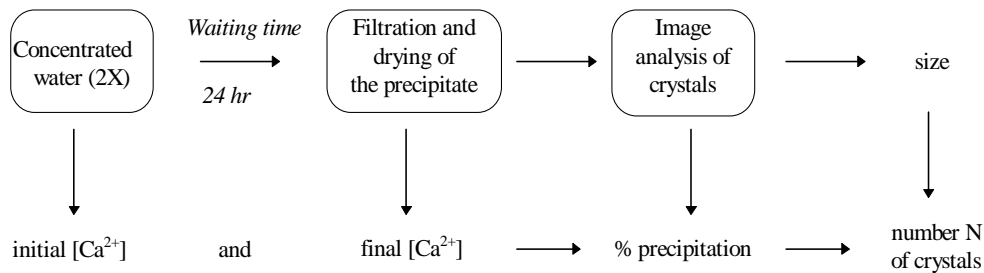 Concentrated
water (2X)
Waiting time
24 hr
Filtration and
drying of
the precipitate
Image
analysis of
crystals
size
initial [Ca²⁺]
and
final [Ca²⁺]
% precipitation
number N
of crystals